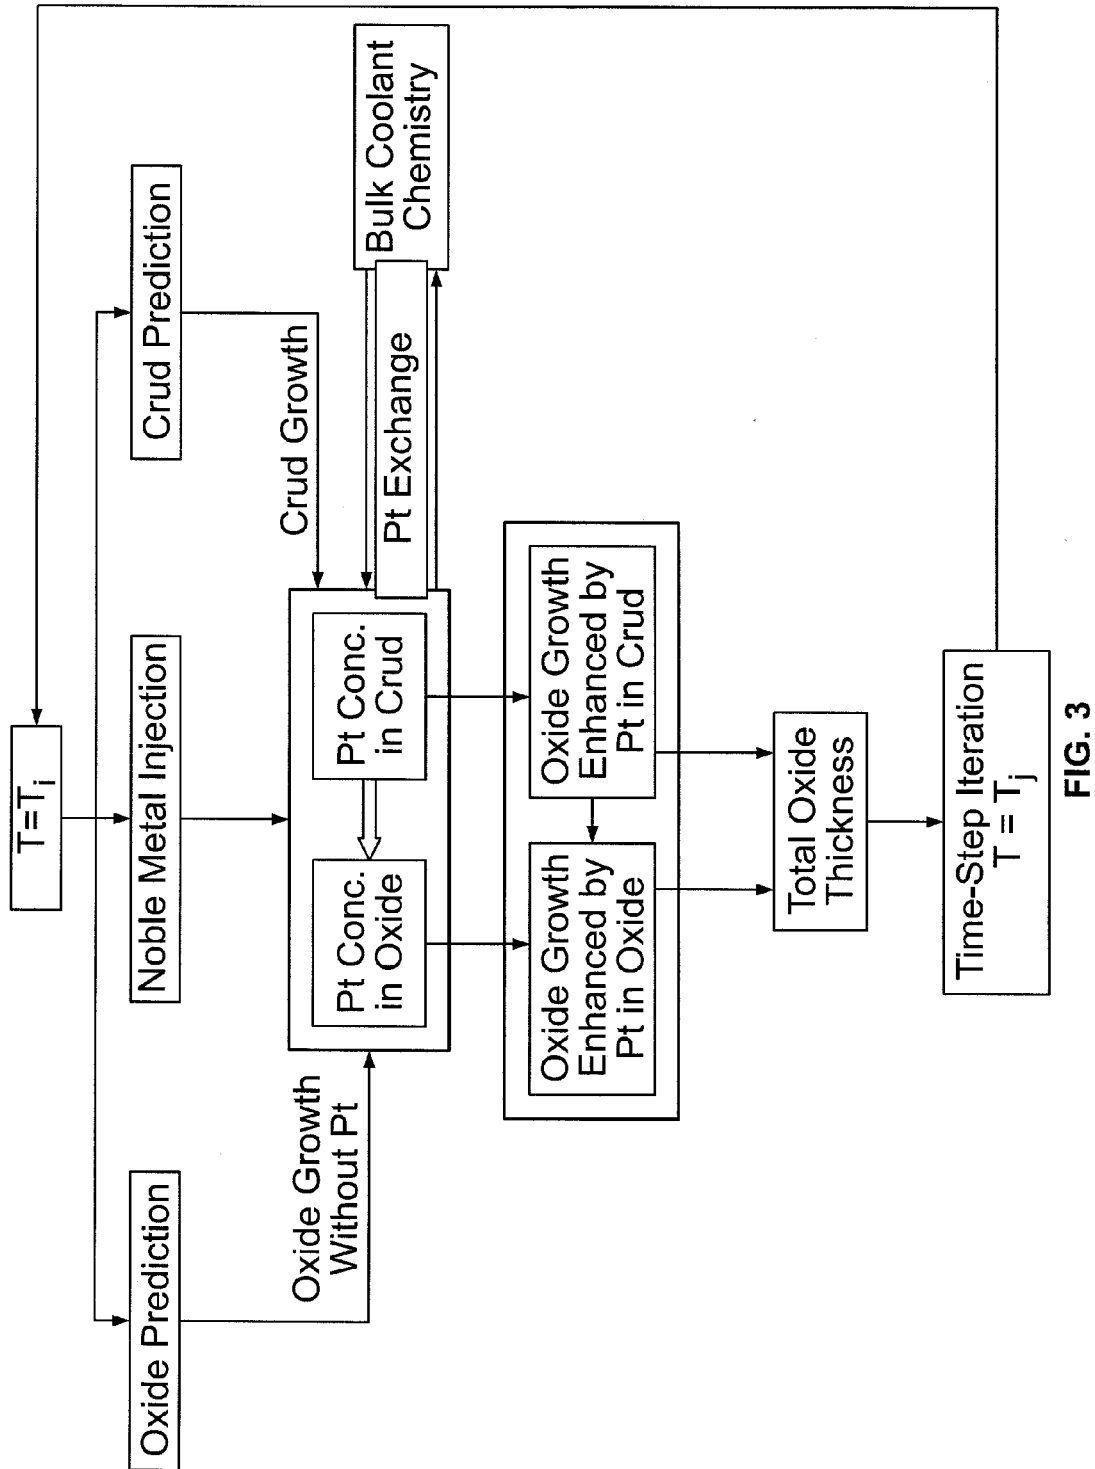 T=Ti
Oxide Prediction
Noble Metal Injection
Crud Prediction
Oxide Growth
Without Pt
Crud Growth
Pt Conc.
in Oxide
Pt Conc.
in Crud
Pt Exchange
Bulk Coolant
Chemistry
Oxide Growth
Enhanced by
Pt in Oxide
Oxide Growth
Enhanced by
Pt in Crud
Total Oxide
Thickness
Time-Step Iteration
T = Tj
FIG. 3